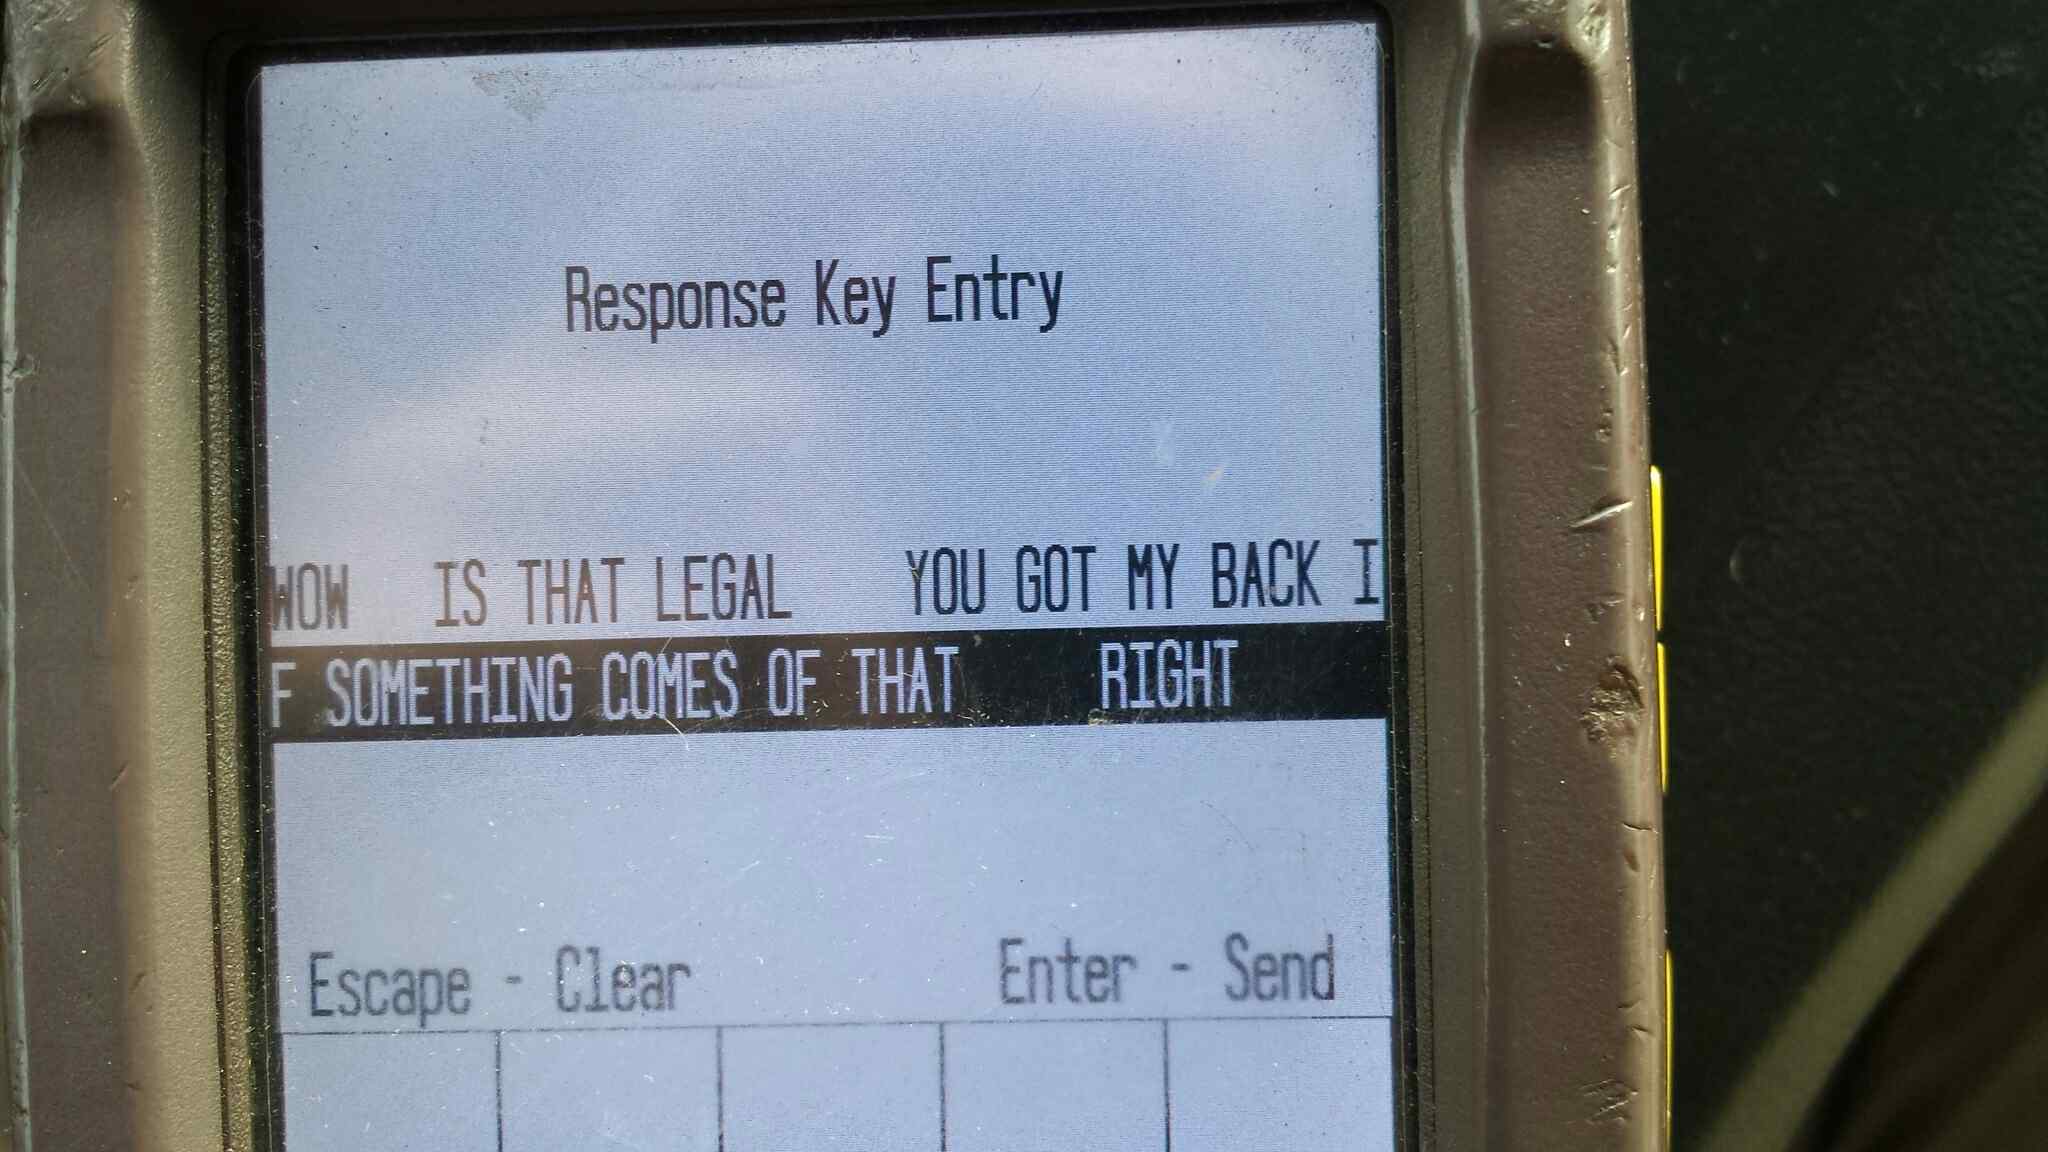 Response Key Entry
WOW IS THAT LEGAL YOU GOT MY BACK I
F SOMETHING COMES OF THAT RIGHT
Escape - Clear Enter - Send